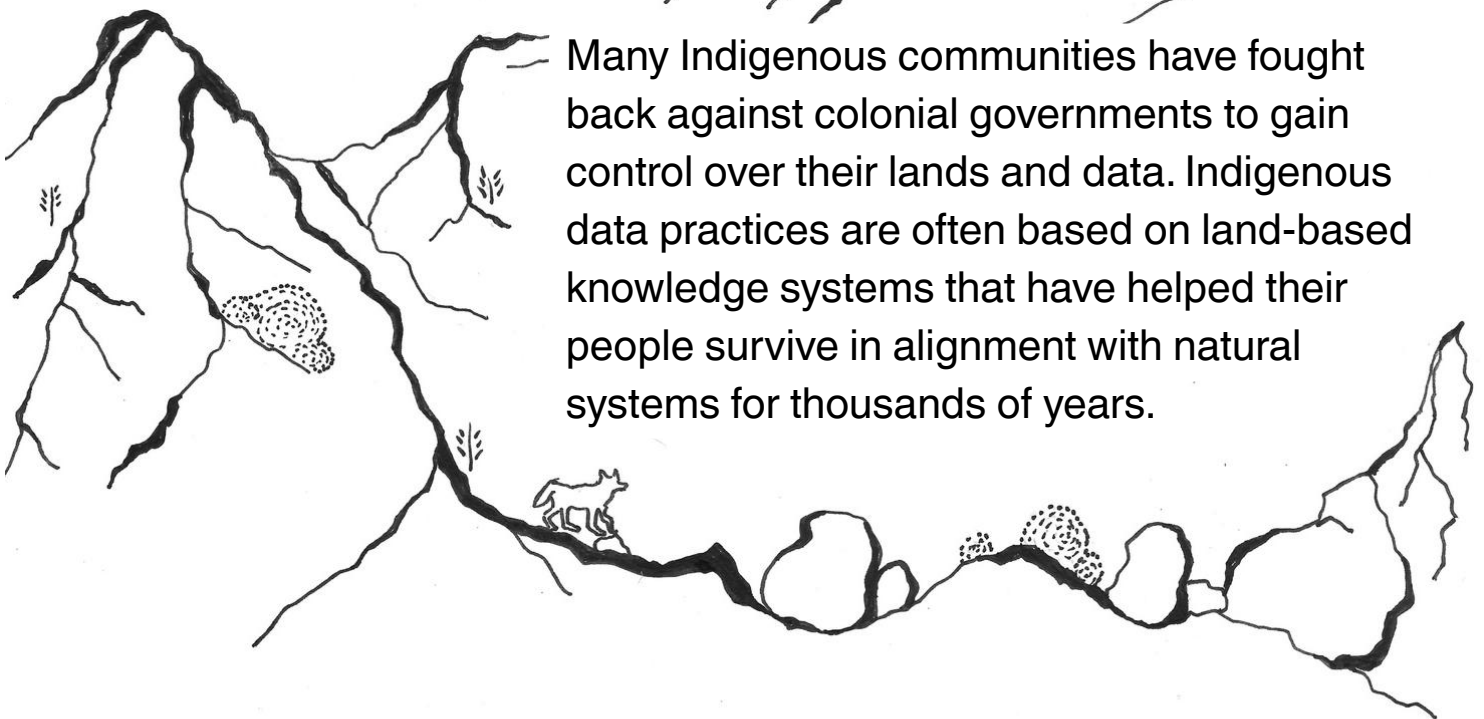 Many Indigenous communities have fought
back against colonial governments to gain
control over their lands and data. Indigenous
data practices are often based on land-based
knowledge systems that have helped their
people survive in alignment with natural
systems for thousands of years.